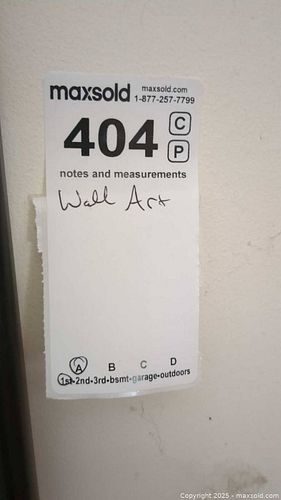 maxsold maxsold.com
1-877-257-7799
404 C
P
notes and measurements
Wall Art
A B C D
1st•2nd•3rd•bsmt•garage•outdoors
Copyright © 2025 - maxsold.com